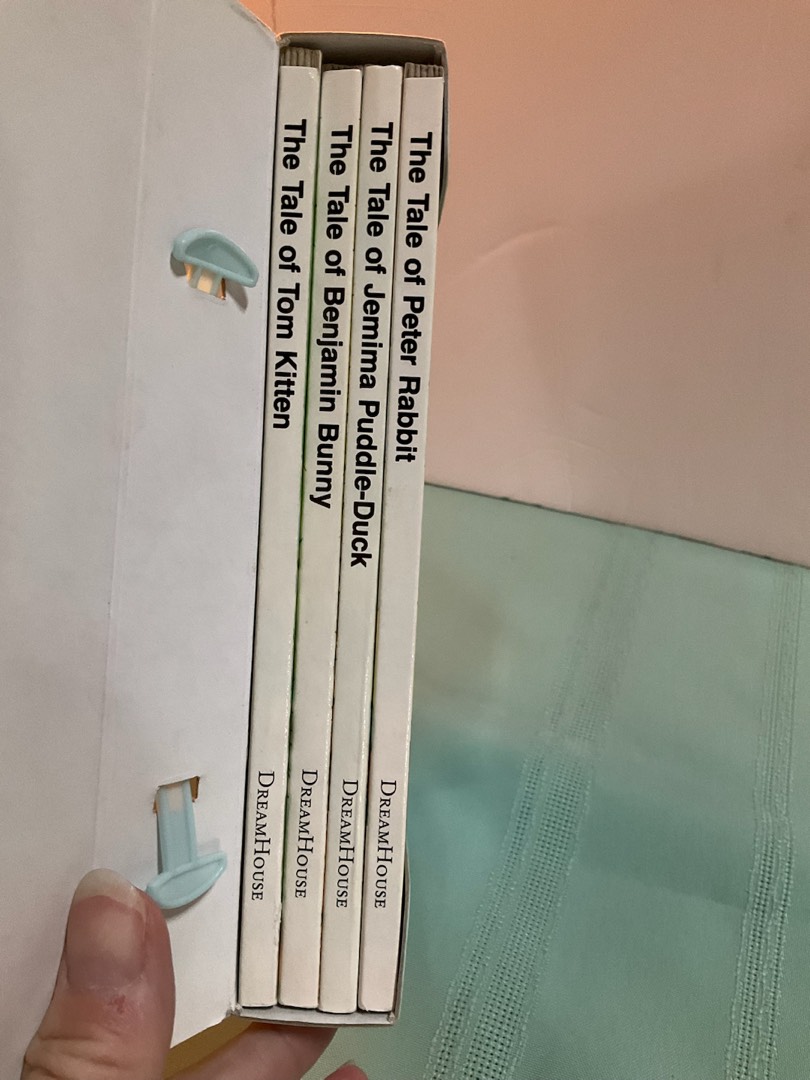 The Tale of Peter Rabbit
DREAMHOUSE
The Tale of Jemima Puddle-Duck
DREAMHOUSE
The Tale of Benjamin Bunny
DREAMHOUSE
The Tale of Tom Kitten
DREAMHOUSE